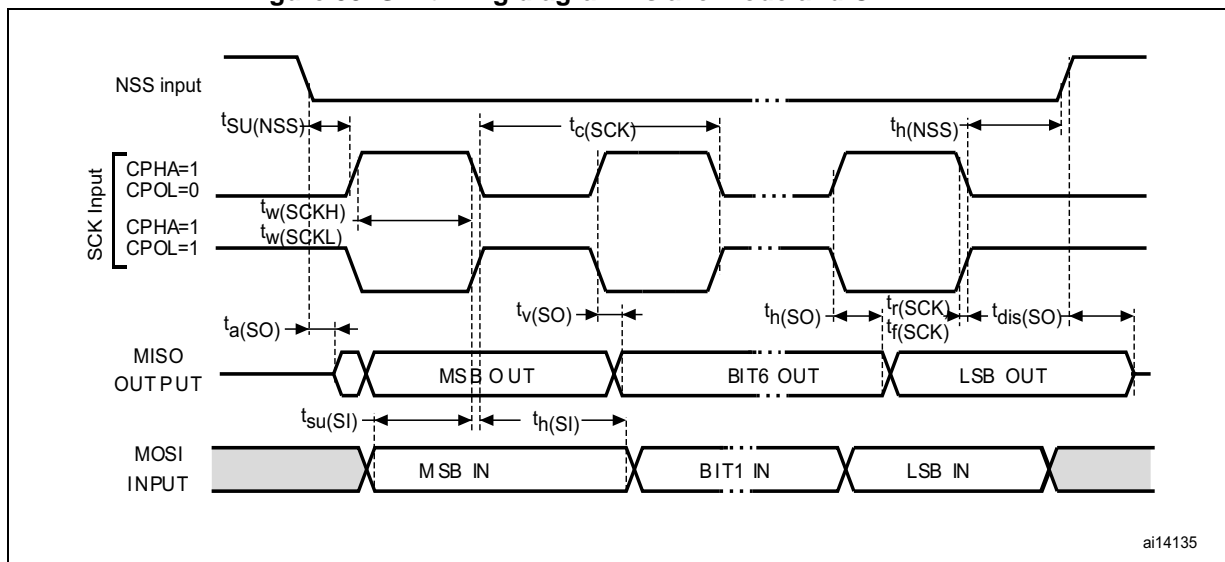 NSS input
tSU(NSS)
tc(SCK)
th(NSS)
SCK Input
CPHA=1
CPOL=0
tw(SCKH)
CPHA=1
tw(SCKL)
CPOL=1
ta(SO)
tv(SO)
th(SO)
tr(SCK)
tf(SCK)
tdis(SO)
MISO
OUTPUT
MSB OUT
BIT6 OUT
LSB OUT
tsu(SI)
th(SI)
MOSI
INPUT
MSB IN
BIT1 IN
LSB IN
ai14135